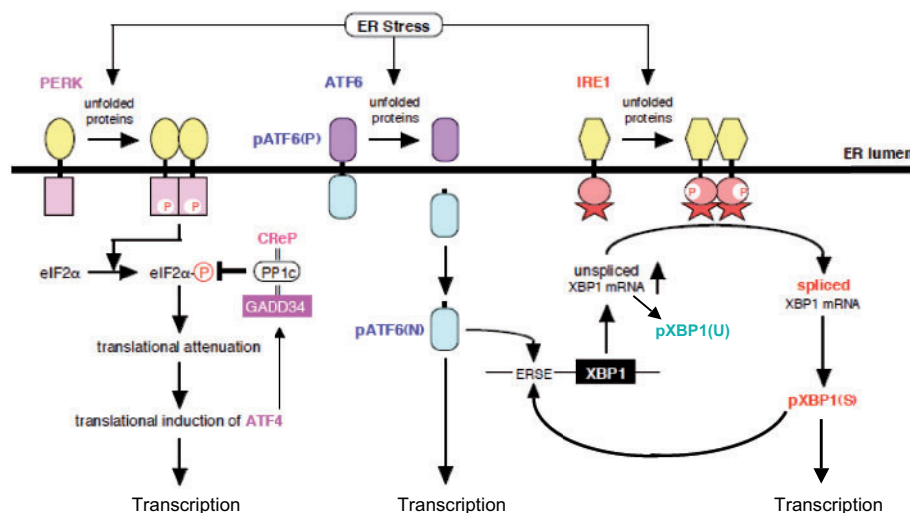 ER Stress
PERK
ATF6
IRE1
unfolded
proteins
unfolded
proteins
unfolded
proteins
pATF6(P)
ER lumen
P
P
P
P
CReP
eIF2α
eIF2α-P
PP1c
GADD34
unspliced
XBP1 mRNA
spliced
XBP1 mRNA
pATF6(N)
pXBP1(U)
translational attenuation
ERSE
XBP1
pXBP1(S)
translational induction of ATF4
Transcription
Transcription
Transcription